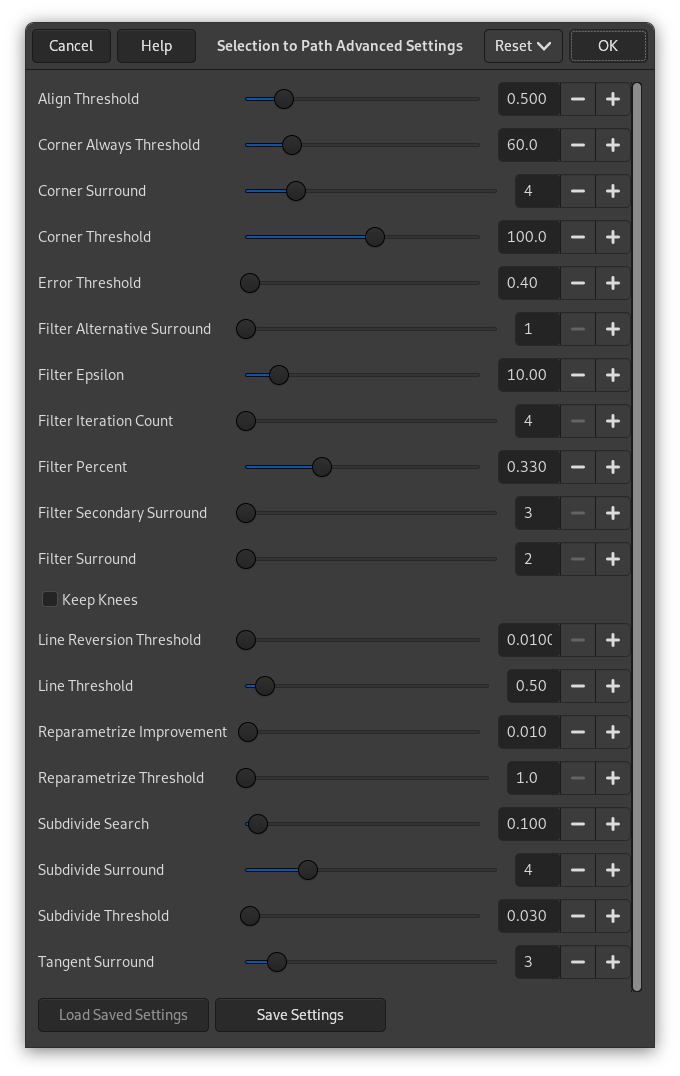 Cancel Help Selection to Path Advanced Settings Reset OK
Align Threshold 0.500
Corner Always Threshold 60.0
Corner Surround 4
Corner Threshold 100.0
Error Threshold 0.40
Filter Alternative Surround 1
Filter Epsilon 10.00
Filter Iteration Count 4
Filter Percent 0.330
Filter Secondary Surround 3
Filter Surround 2
Keep Knees
Line Reversion Threshold 0.0100
Line Threshold 0.50
Reparametrize Improvement 0.010
Reparametrize Threshold 1.0
Subdivide Search 0.100
Subdivide Surround 4
Subdivide Threshold 0.030
Tangent Surround 3
Load Saved Settings Save Settings